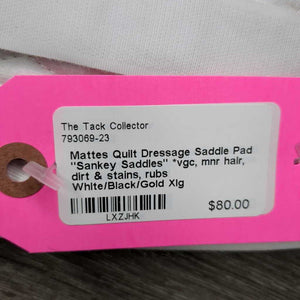 The Tack Collector
793069-23
Mattes Quilt Dressage Saddle Pad
"Sankey Saddles" *vgc, mnr hair,
dirt & stains, rubs
White/Black/Gold Xlg
LXZJHK
$80.00